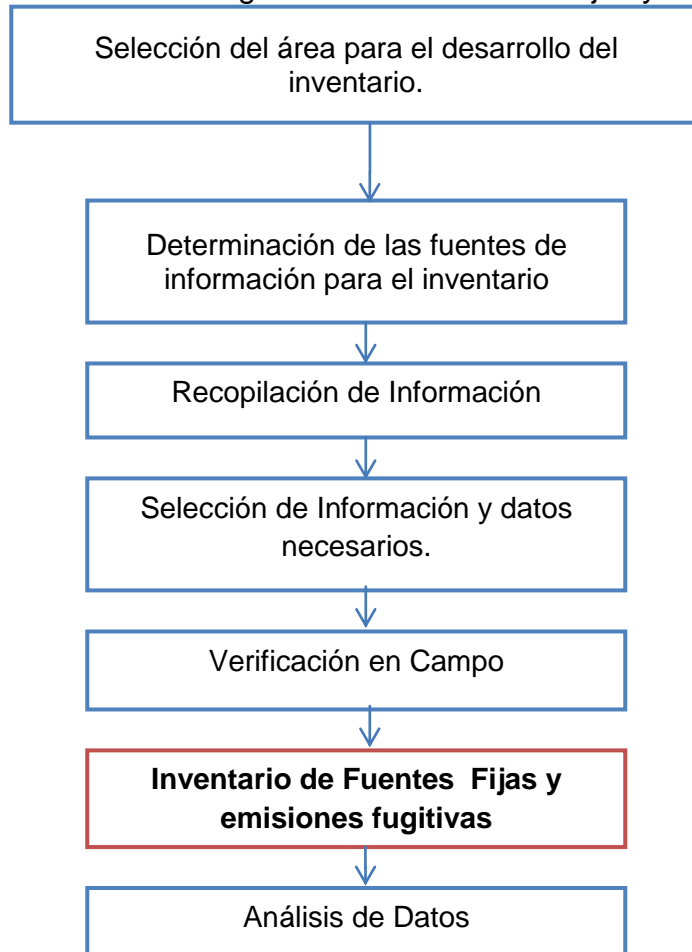 Selección del área para el desarrollo del
inventario.
Determinación de las fuentes de
información para el inventario
Recopilación de Información
Selección de Información y datos
necesarios.
Verificación en Campo
Inventario de Fuentes Fijas y
emisiones fugitivas
Análisis de Datos